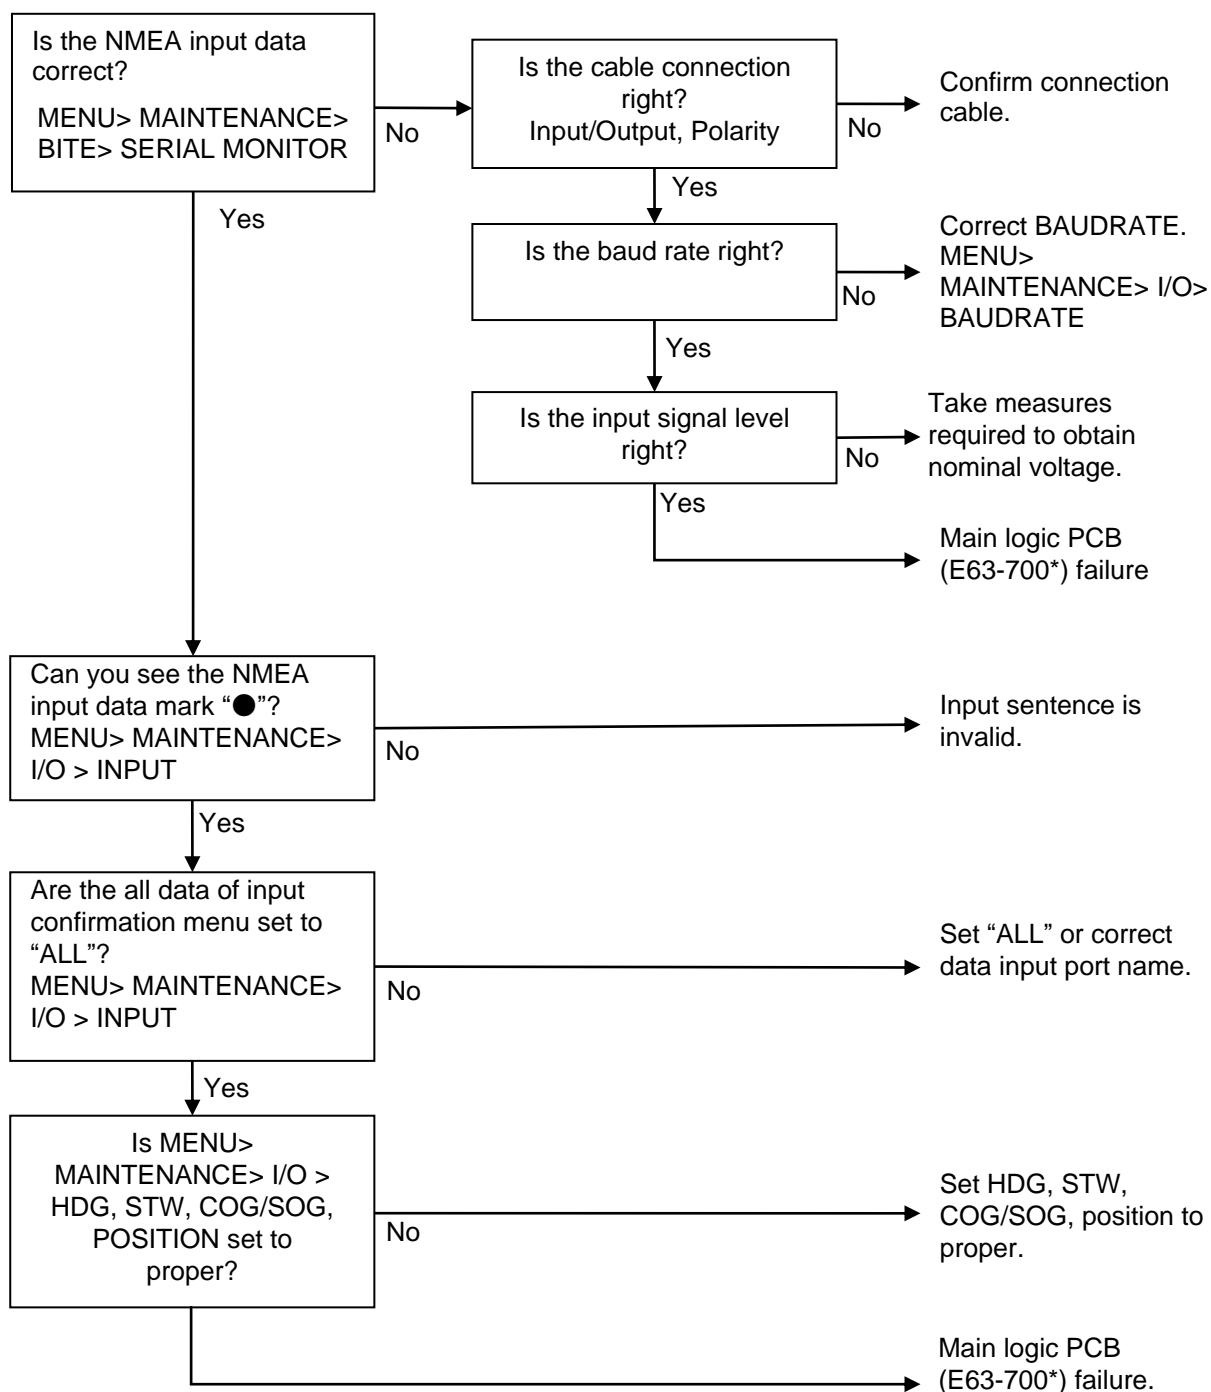 Is the NMEA input data
correct?
MENU> MAINTENANCE>
BITE> SERIAL MONITOR
No
Is the cable connection
right?
Input/Output, Polarity
No
Confirm connection
cable.
Yes
Yes
Is the baud rate right?
No
Correct BAUDRATE.
MENU>
MAINTENANCE> I/O>
BAUDRATE
Yes
Is the input signal level
right?
No
Take measures
required to obtain
nominal voltage.
Yes
Main logic PCB
(E63-700*) failure
Can you see the NMEA
input data mark “●”?
MENU> MAINTENANCE>
I/O > INPUT
No
Input sentence is
invalid.
Yes
Are the all data of input
confirmation menu set to
“ALL”?
MENU> MAINTENANCE>
I/O > INPUT
No
Set “ALL” or correct
data input port name.
Yes
Is MENU>
MAINTENANCE> I/O >
HDG, STW, COG/SOG,
POSITION set to
proper?
No
Set HDG, STW,
COG/SOG, position to
proper.
Main logic PCB
(E63-700*) failure.